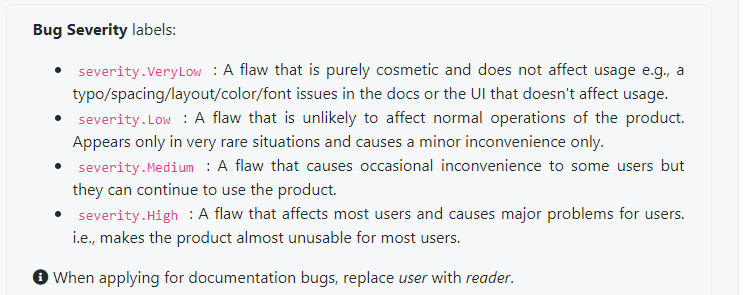 Bug Severity labels:
severity.VeryLow : A flaw that is purely cosmetic and does not affect usage e.g., a
typo/spacing/layout/color/font issues in the docs or the UI that doesn't affect usage.
severity.Low : A flaw that is unlikely to affect normal operations of the product.
Appears only in very rare situations and causes a minor inconvenience only.
severity.Medium : A flaw that causes occasional inconvenience to some users but
they can continue to use the product.
severity.High : A flaw that affects most users and causes major problems for users.
i.e., makes the product almost unusable for most users.
When applying for documentation bugs, replace user with reader.